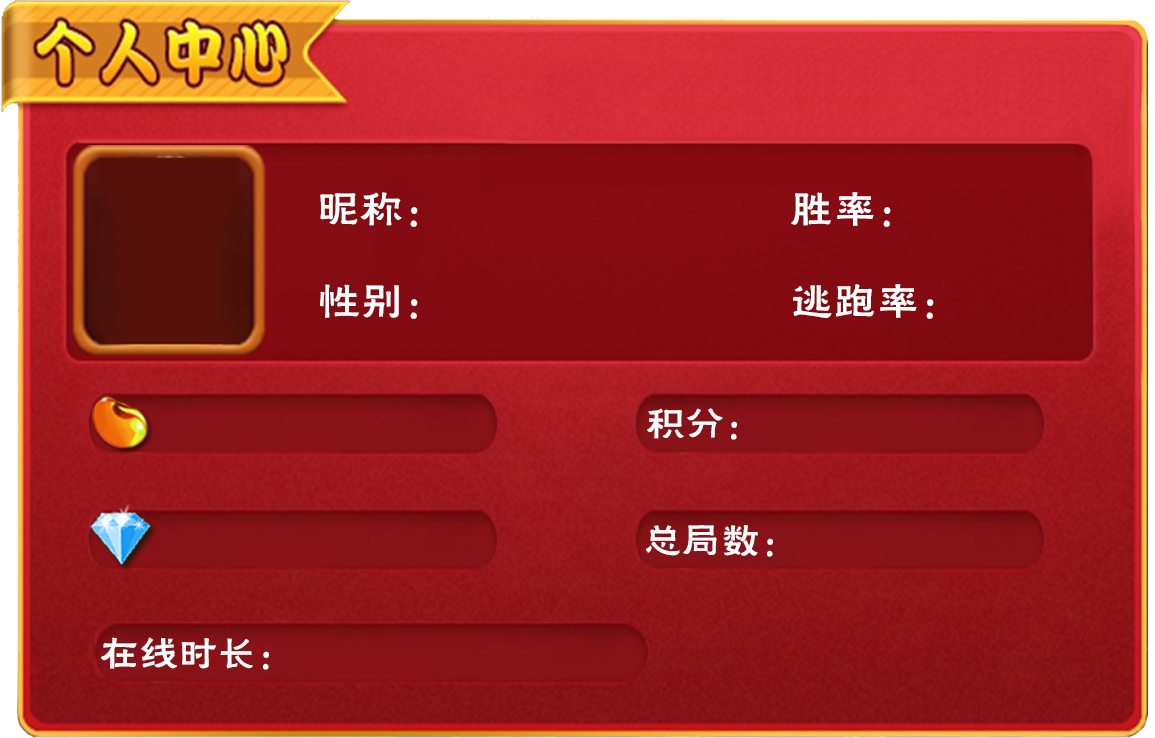 个人中心
昵称： 胜率：
性别： 逃跑率：
积分：
总局数：
在线时长：